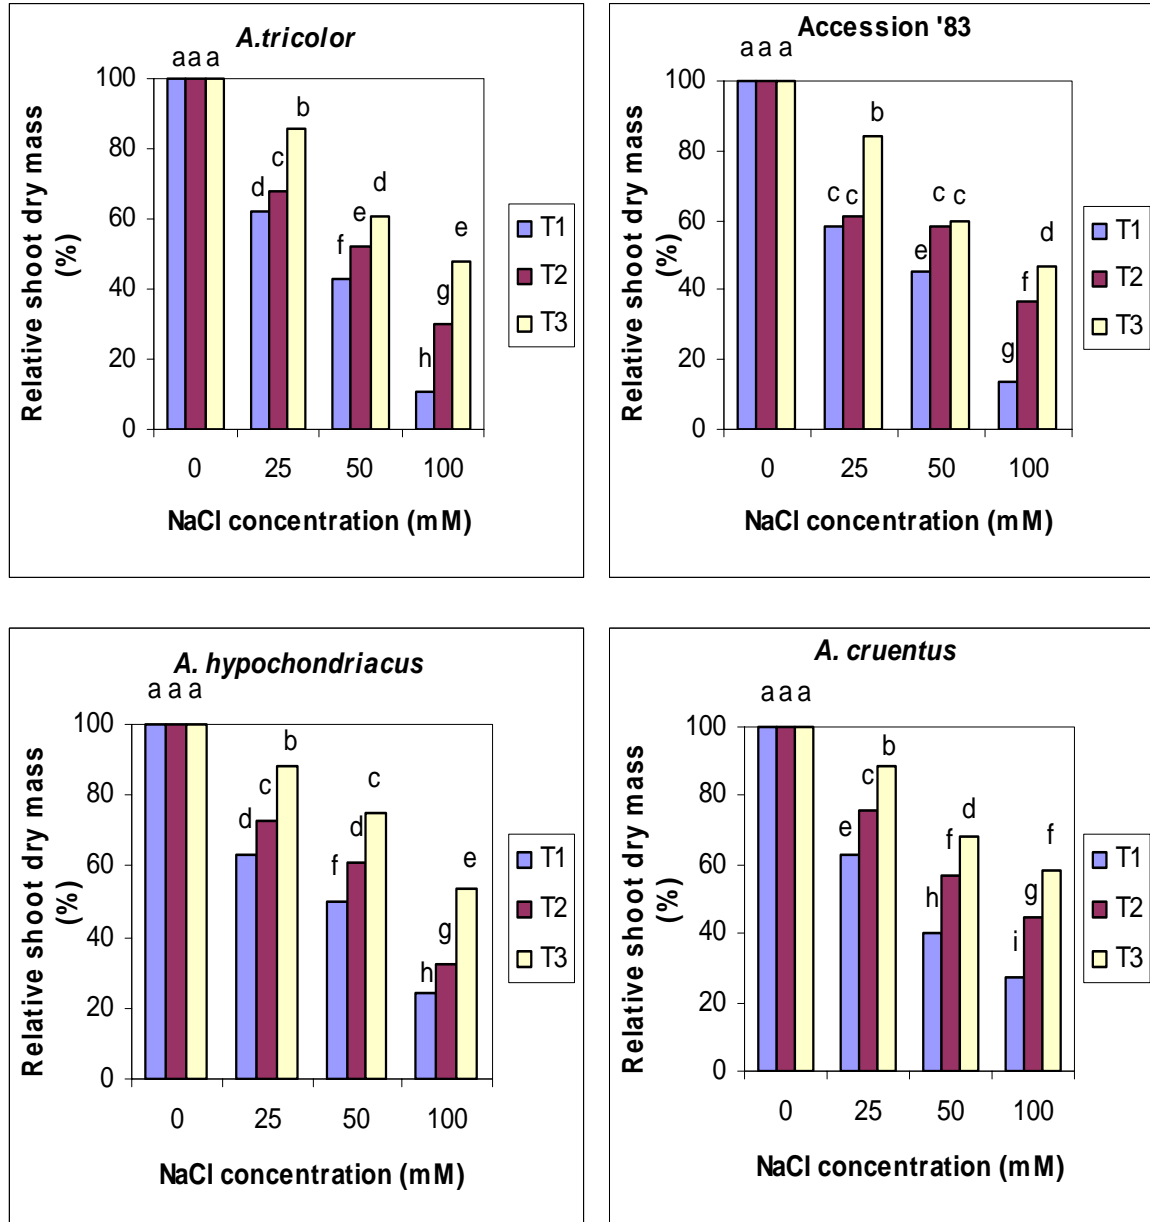 A.tricolor
a a a
b
c
d
d
e
f
e
g
h
100
80
60
40
20
0
0 25 50 100
Relative shoot dry mass
(%)
NaCl concentration (mM)
T1
T2
T3
Accession '83
a a a
b
c c
c c
e
d
f
g
100
80
60
40
20
0
0 25 50 100
Relative shoot dry mass
(%)
NaCl concentration (mM)
T1
T2
T3
A. hypochondriacus
a a a
b
c
d
c
d
f
e
g
h
100
80
60
40
20
0
0 25 50 100
Relative shoot dry mass
(%)
NaCl concentration (mM)
T1
T2
T3
A. cruentus
a a a
b
c
e
d
f
h
f
g
i
100
80
60
40
20
0
0 25 50 100
Relative shoot dry mass
(%)
NaCl concentration (mM)
T1
T2
T3